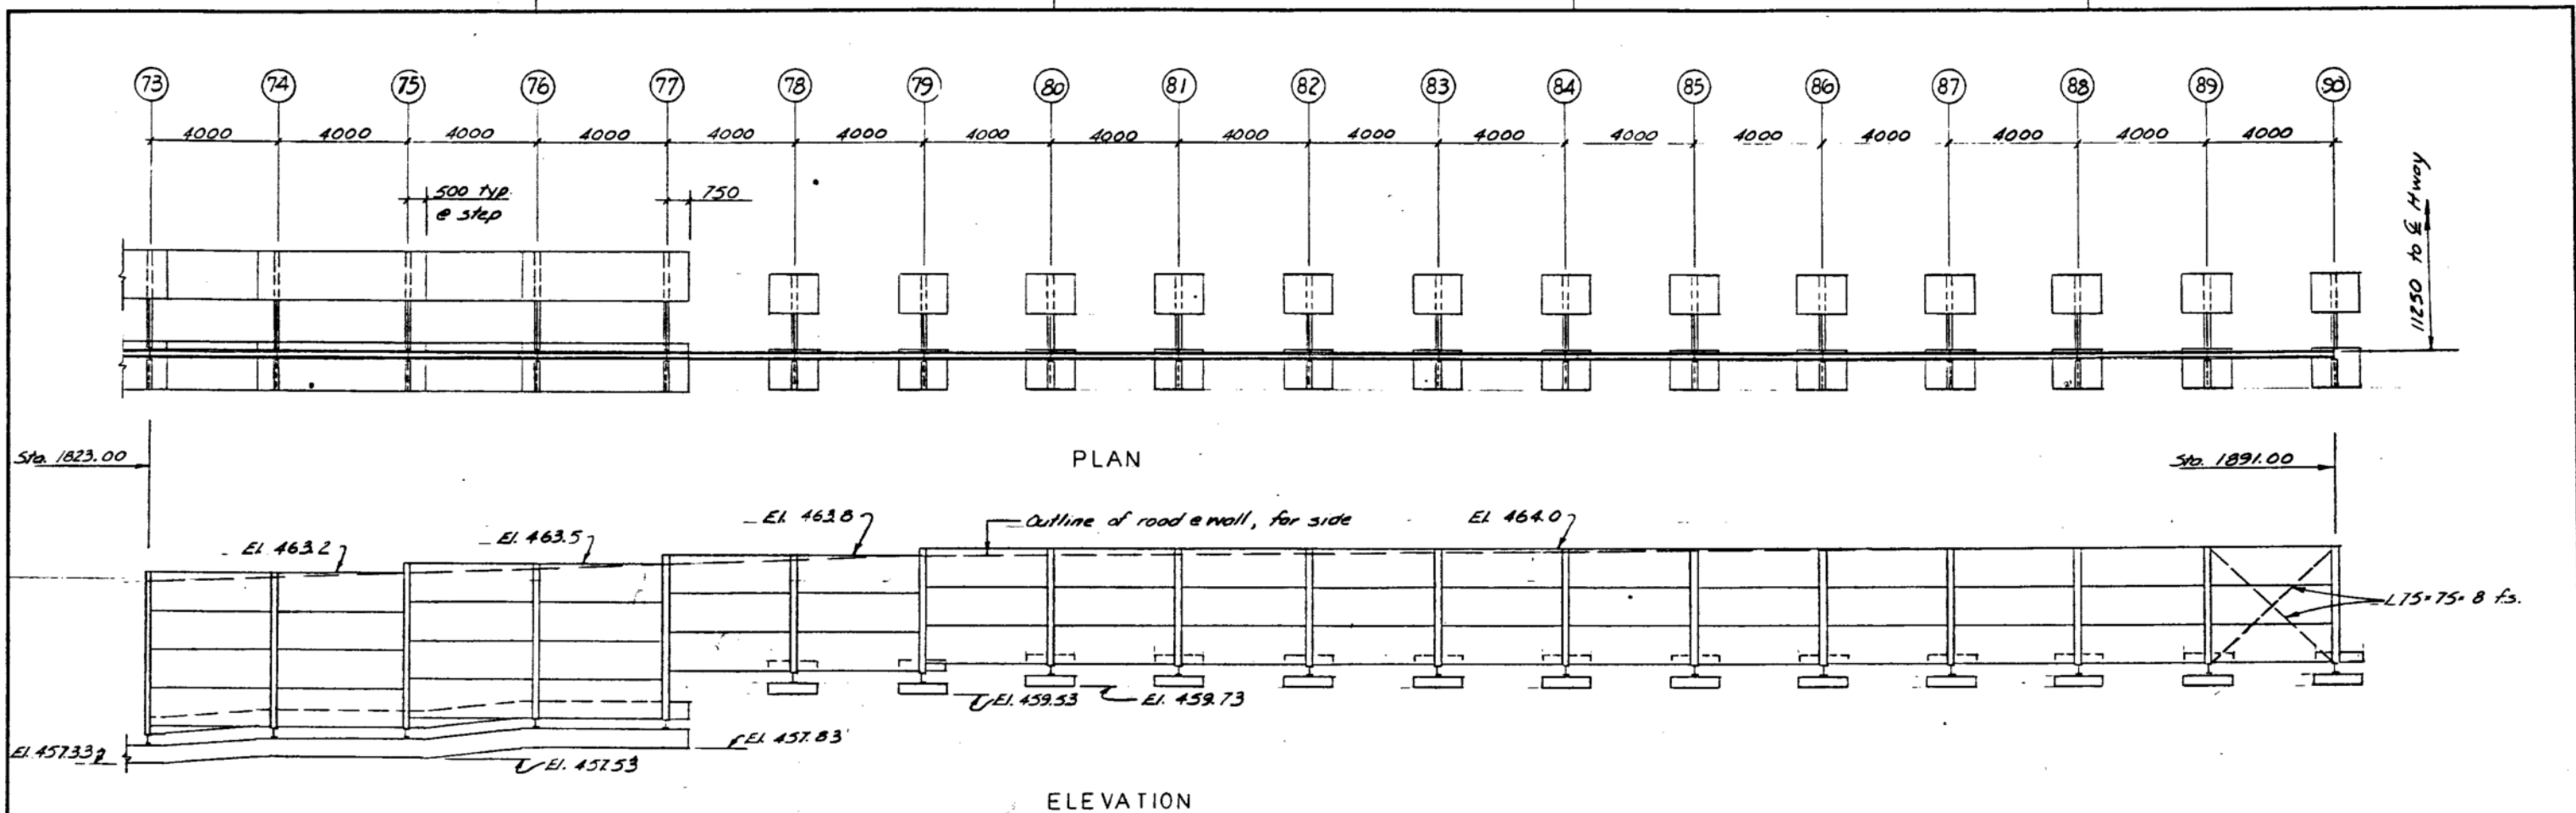 73 74 75 76 77 78 79 80 81 82 83 84 85 86 87 88 89 90
4000 4000 4000 4000 4000 4000 4000 4000 4000 4000 4000 4000 4000 4000 4000 4000 4000
500 typ.
@ step
750
11250 to ℄ Hway
PLAN
Sta. 1823.00
Sta. 1891.00
El. 463.2
El. 463.5
El. 463.8
Outline of road @ wall, far side
El. 464.0
L75×75×8 f.s.
El. 459.53
El. 459.73
El. 457.33
El. 457.83
El. 457.53
ELEVATION